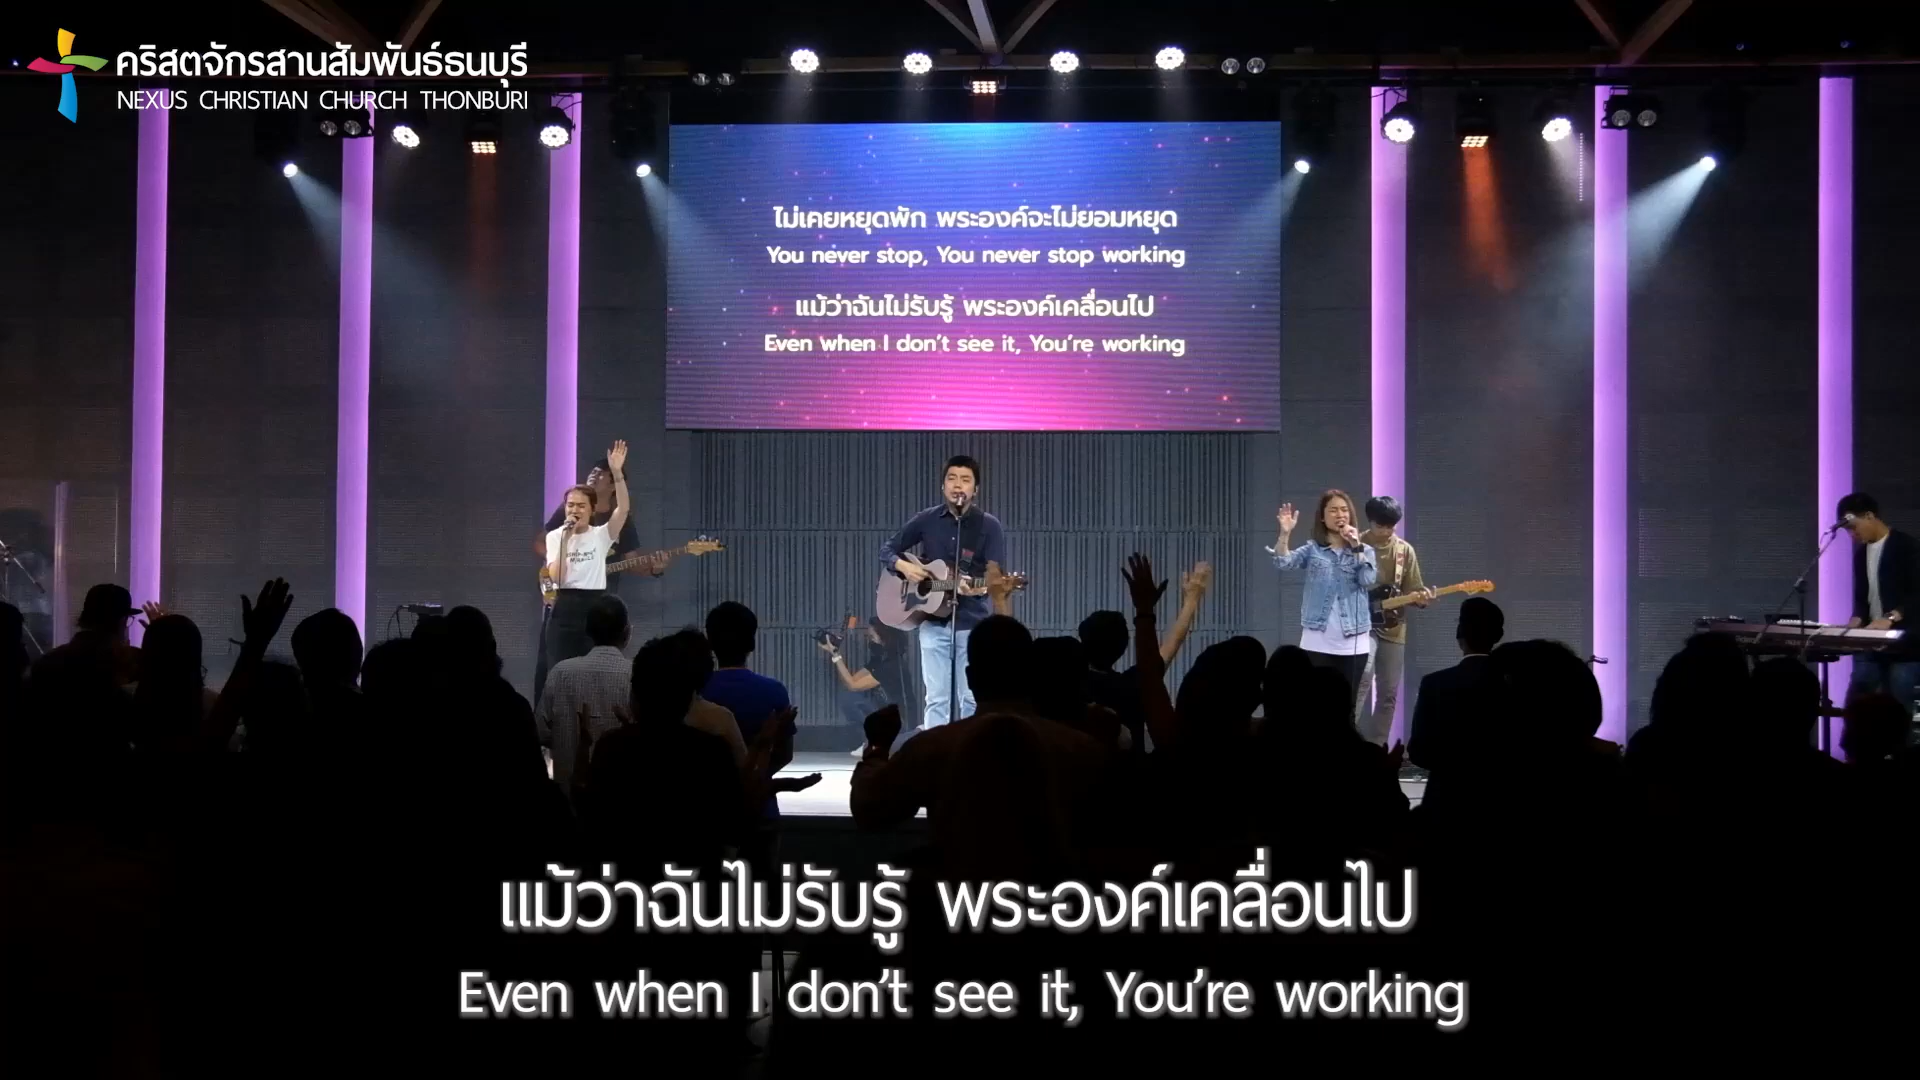 คริสตจักรสานสัมพันธ์ธนบุรี
NEXUS CHRISTIAN CHURCH THONBURI
ไม่เคยหยุดพัก พระองค์จะไม่ยอมหยุด
You never stop, You never stop working
แม้ว่าฉันไม่รับรู้ พระองค์เคลื่อนไป
Even when I don't see it, You're working
แม้ว่าฉันไม่รับรู้ พระองค์เคลื่อนไป
Even when I don't see it, You're working